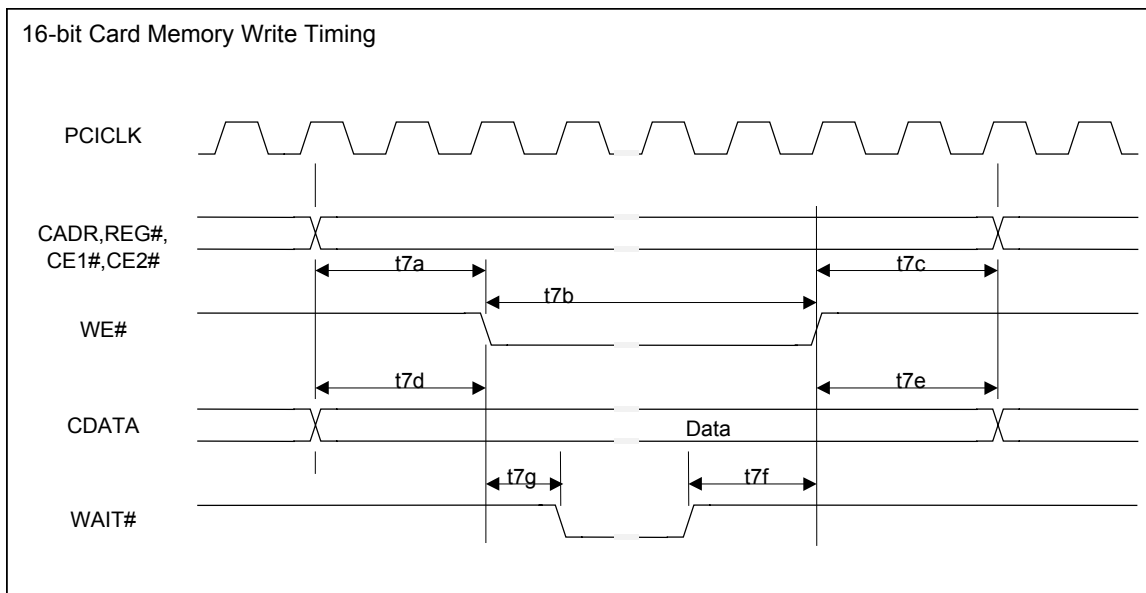 16-bit Card Memory Write Timing
PCICLK
CADR,REG#,
CE1#,CE2#
t7a
t7c
t7b
WE#
t7d
t7e
CDATA
Data
t7g
t7f
WAIT#